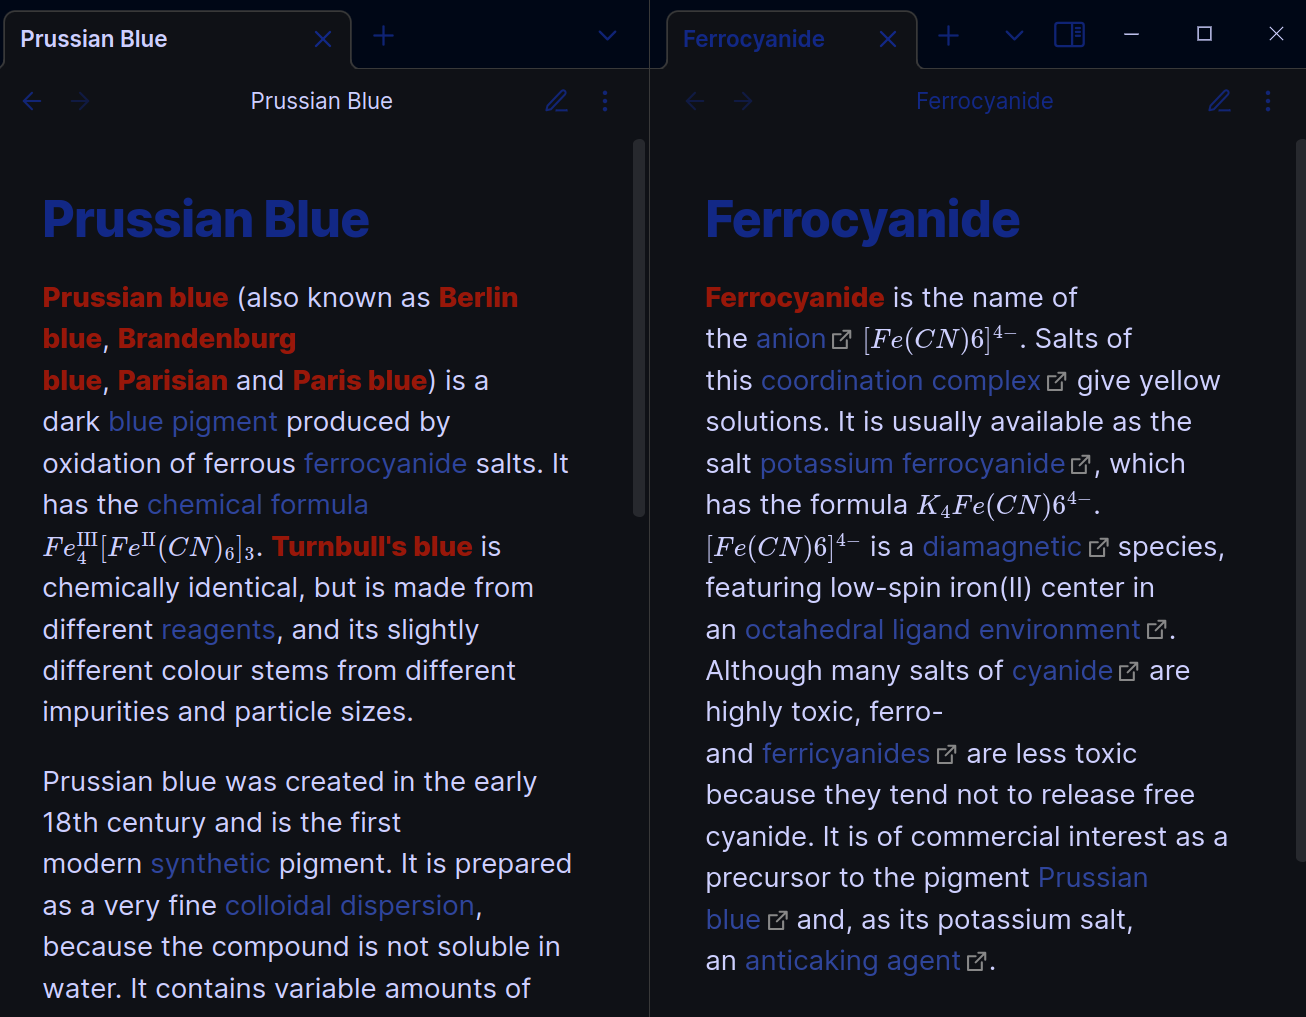 Prussian Blue
Ferrocyanide
Prussian Blue
Ferrocyanide
Prussian Blue
Prussian blue (also known as Berlin
blue, Brandenburg
blue, Parisian and Paris blue) is a
dark blue pigment produced by
oxidation of ferrous ferrocyanide salts. It
has the chemical formula
Fe₄^III[Fe^II(CN)₆]₃. Turnbull's blue is
chemically identical, but is made from
different reagents, and its slightly
different colour stems from different
impurities and particle sizes.
Prussian blue was created in the early
18th century and is the first
modern synthetic pigment. It is prepared
as a very fine colloidal dispersion,
because the compound is not soluble in
water. It contains variable amounts of
Ferrocyanide
Ferrocyanide is the name of
the anion [Fe(CN)6]⁴⁻. Salts of
this coordination complex give yellow
solutions. It is usually available as the
salt potassium ferrocyanide, which
has the formula K₄Fe(CN)6⁴⁻.
[Fe(CN)6]⁴⁻ is a diamagnetic species,
featuring low-spin iron(II) center in
an octahedral ligand environment.
Although many salts of cyanide are
highly toxic, ferro-
and ferricyanides are less toxic
because they tend not to release free
cyanide. It is of commercial interest as a
precursor to the pigment Prussian
blue and, as its potassium salt,
an anticaking agent.